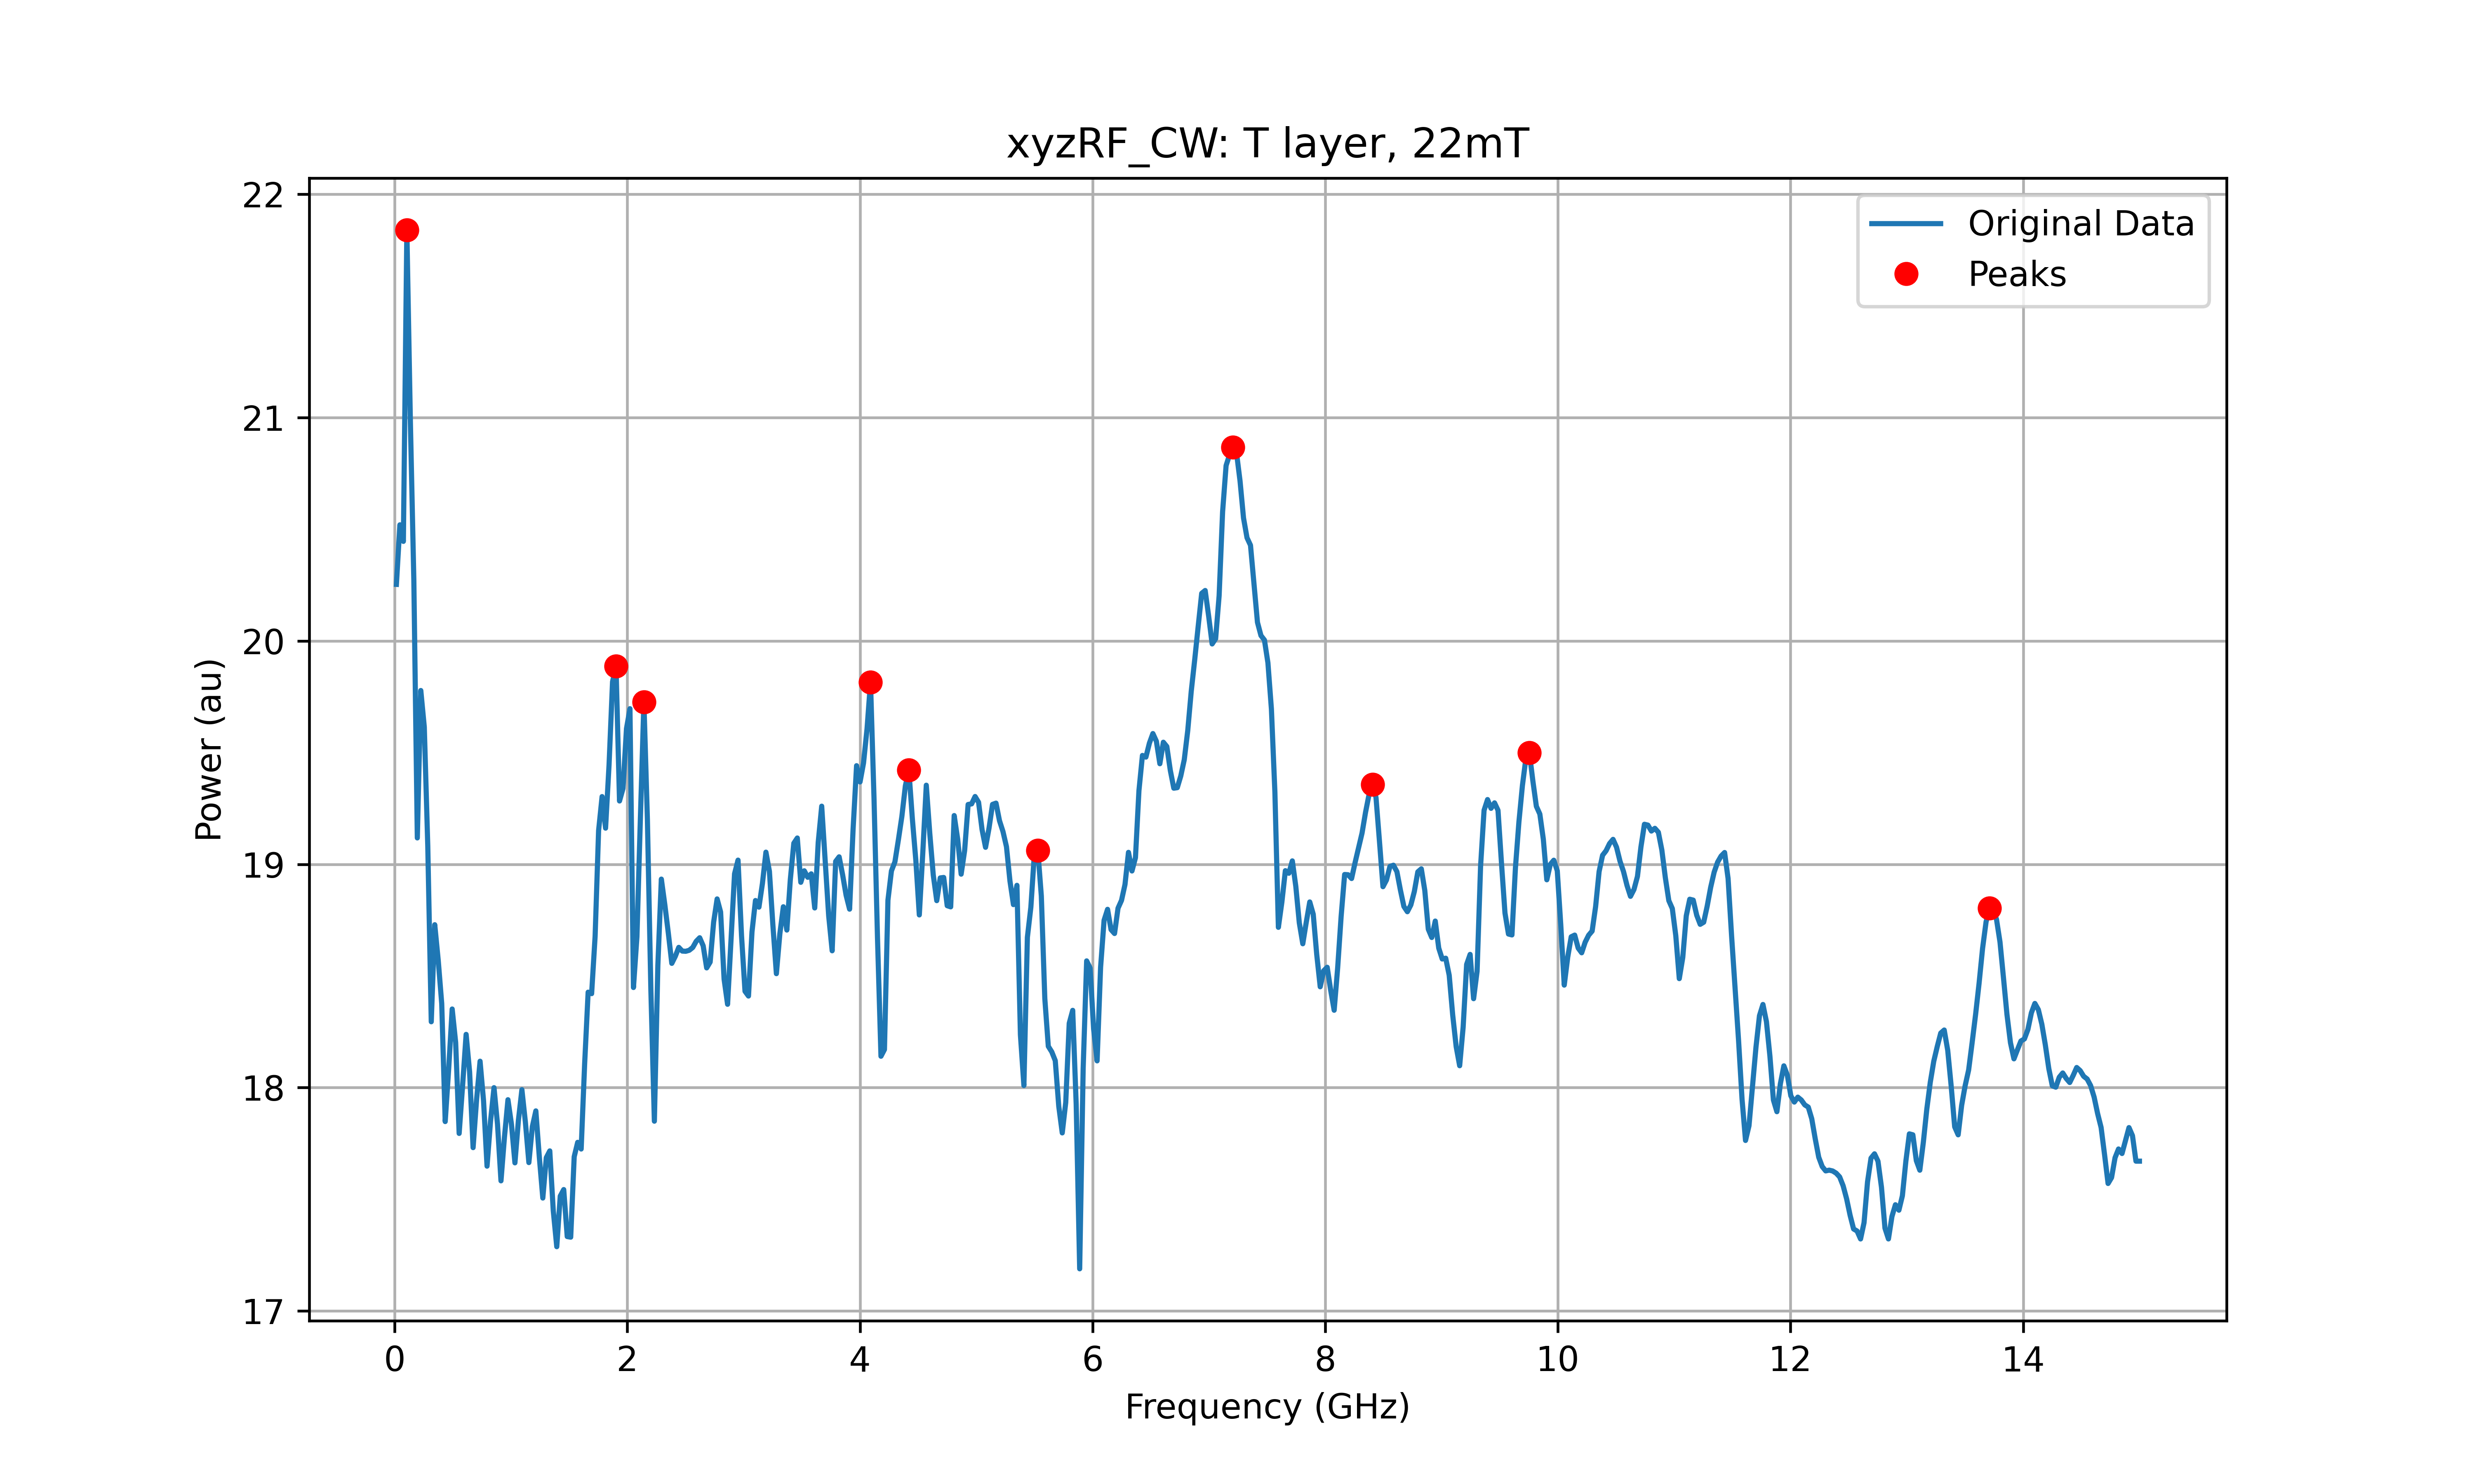 xyzRF_CW: T layer, 22mT
Original Data
Peaks
Power (au)
22
21
20
19
18
17
0 2 4 6 8 10 12 14
Frequency (GHz)